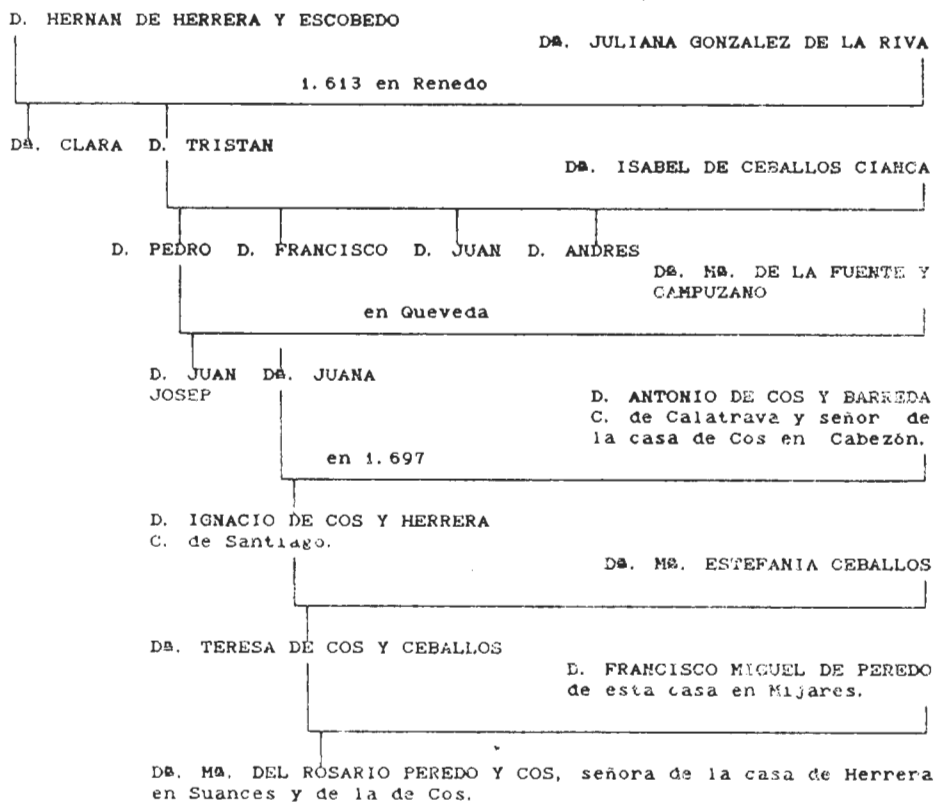 D. HERNAN DE HERRERA Y ESCOBEDO
Dª. JULIANA GONZALEZ DE LA RIVA
1.613 en Renedo
Dª. CLARA D. TRISTAN
Dª. ISABEL DE CEBALLOS CIANCA
D. PEDRO D. FRANCISCO D. JUAN D. ANDRES
Dª. Mª. DE LA FUENTE Y
CAMPUZANO
en Queveda
D. JUAN Dª. JUANA
JOSEP
D. ANTONIO DE COS Y BARREDA
C. de Calatrava y señor de
la casa de Cos en Cabezón.
en 1.697
D. IGNACIO DE COS Y HERRERA
C. de Santiago.
Dª. Mª. ESTEFANIA CEBALLOS
Dª. TERESA DE COS Y CEBALLOS
D. FRANCISCO MIGUEL DE PEREDO
de esta casa en Mijares.
Dª. Mª. DEL ROSARIO PEREDO Y COS, señora de la casa de Herrera
en Suances y de la de Cos.